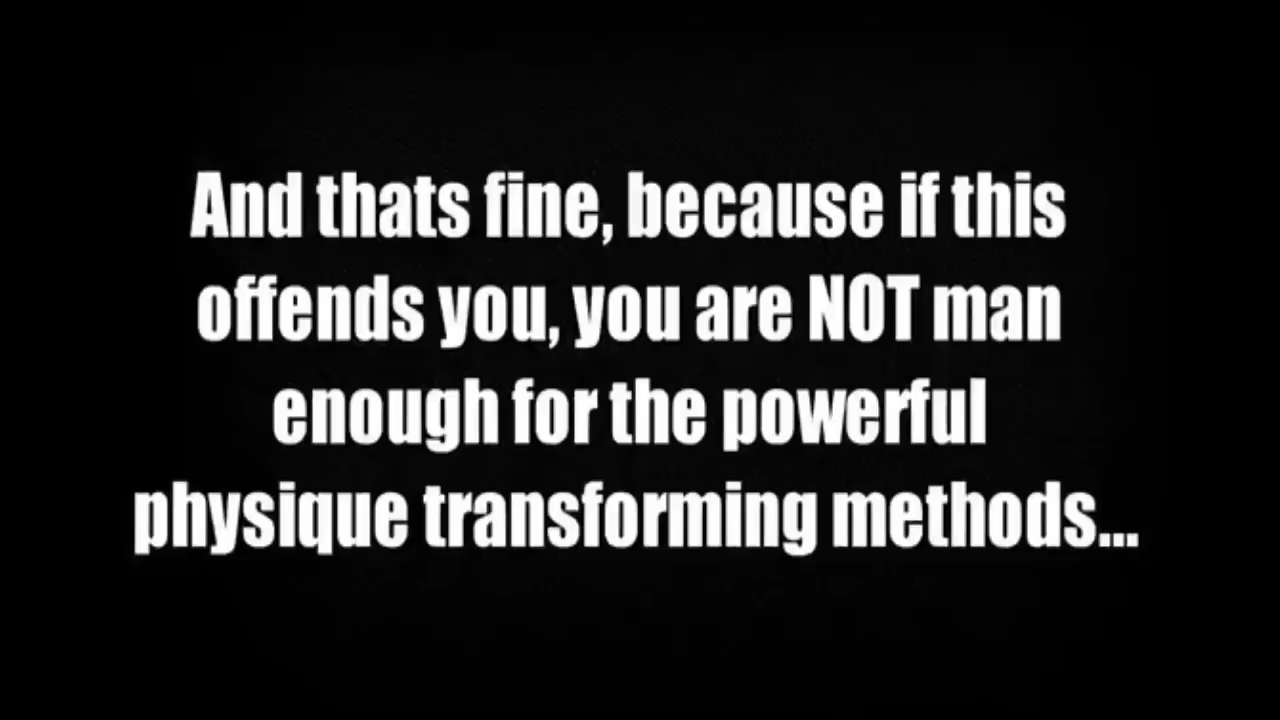 And thats fine, because if this
offends you, you are NOT man
enough for the powerful
physique transforming methods...